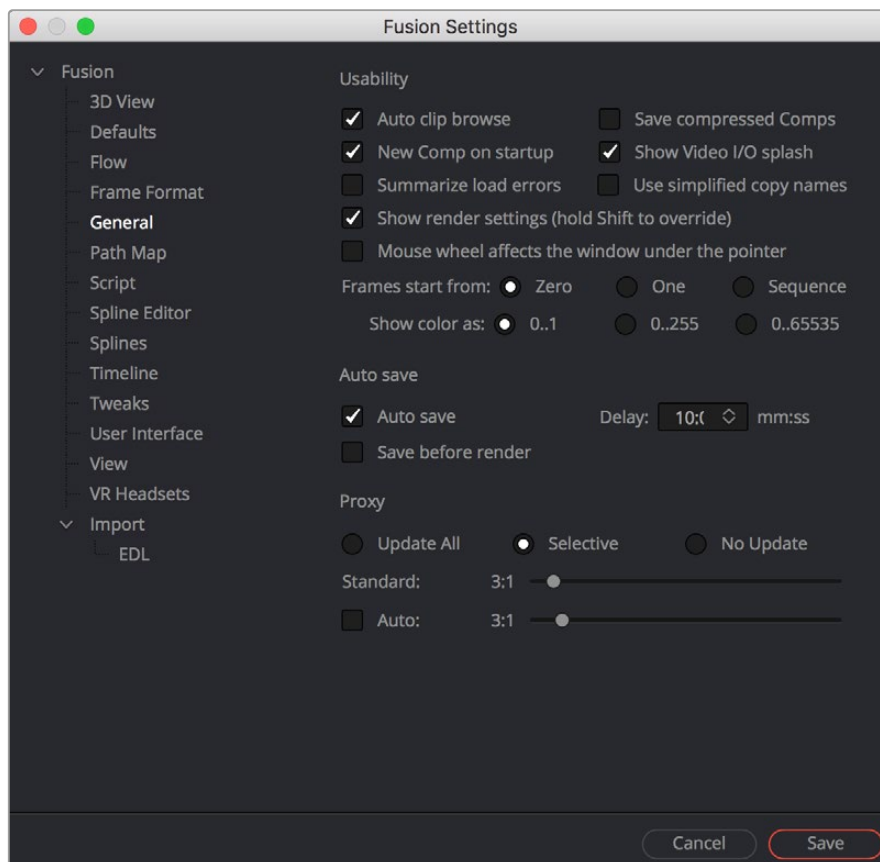 Fusion Settings
Fusion
3D View
Defaults
Flow
Frame Format
General
Path Map
Script
Spline Editor
Splines
Timeline
Tweaks
User Interface
View
VR Headsets
Import
EDL
Usability
Auto clip browse Save compressed Comps
New Comp on startup Show Video I/O splash
Summarize load errors Use simplified copy names
Show render settings (hold Shift to override)
Mouse wheel affects the window under the pointer
Frames start from: Zero One Sequence
Show color as: 0..1 0..255 0..65535
Auto save
Auto save Delay: 10:( mm:ss
Save before render
Proxy
Update All Selective No Update
Standard: 3:1
Auto: 3:1
Cancel Save